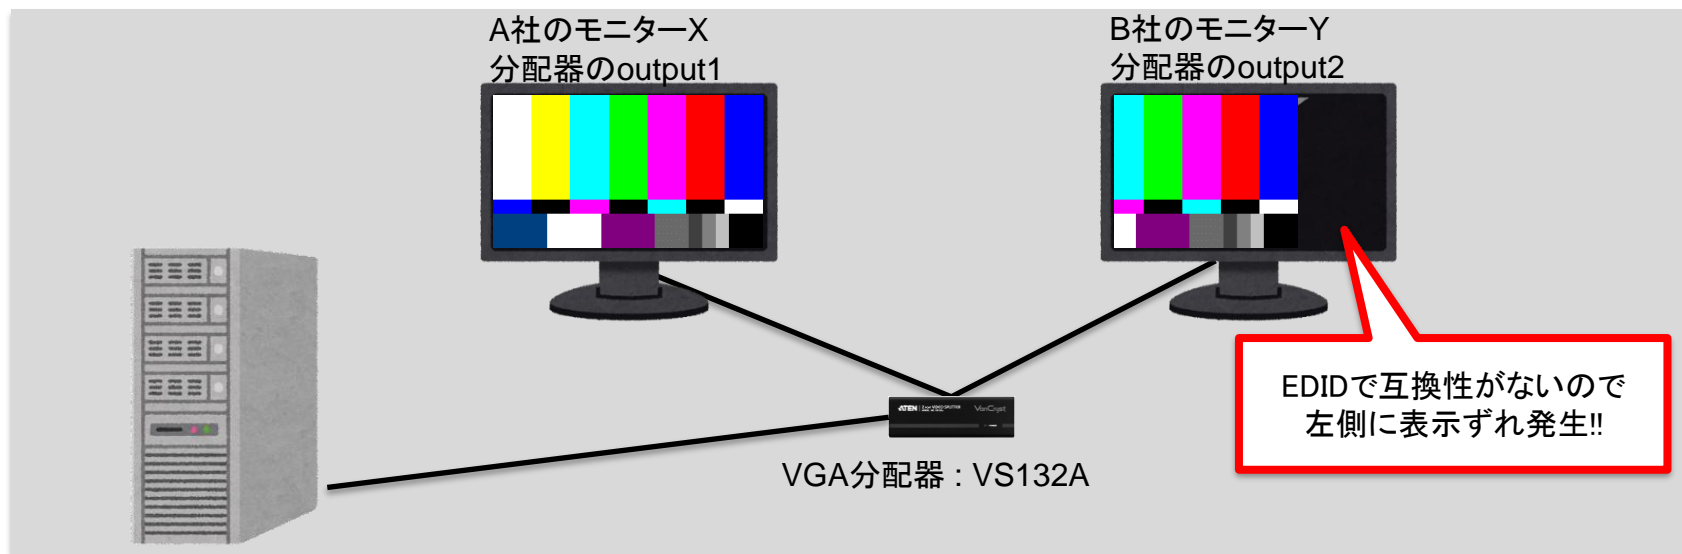 A社のモニターX
分配器のoutput1
B社のモニターY
分配器のoutput2
EDIDで互換性がないので
左側に表示ずれ発生!!
ATEN
VanCryst
VGA分配器：VS132A